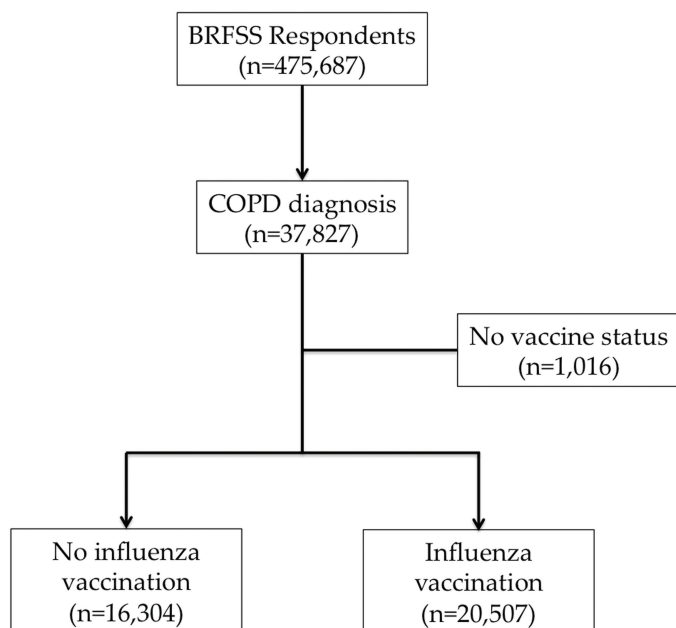 BRFSS Respondents
(n=475,687)
COPD diagnosis
(n=37,827)
No vaccine status
(n=1,016)
No influenza
vaccination
(n=16,304)
Influenza
vaccination
(n=20,507)